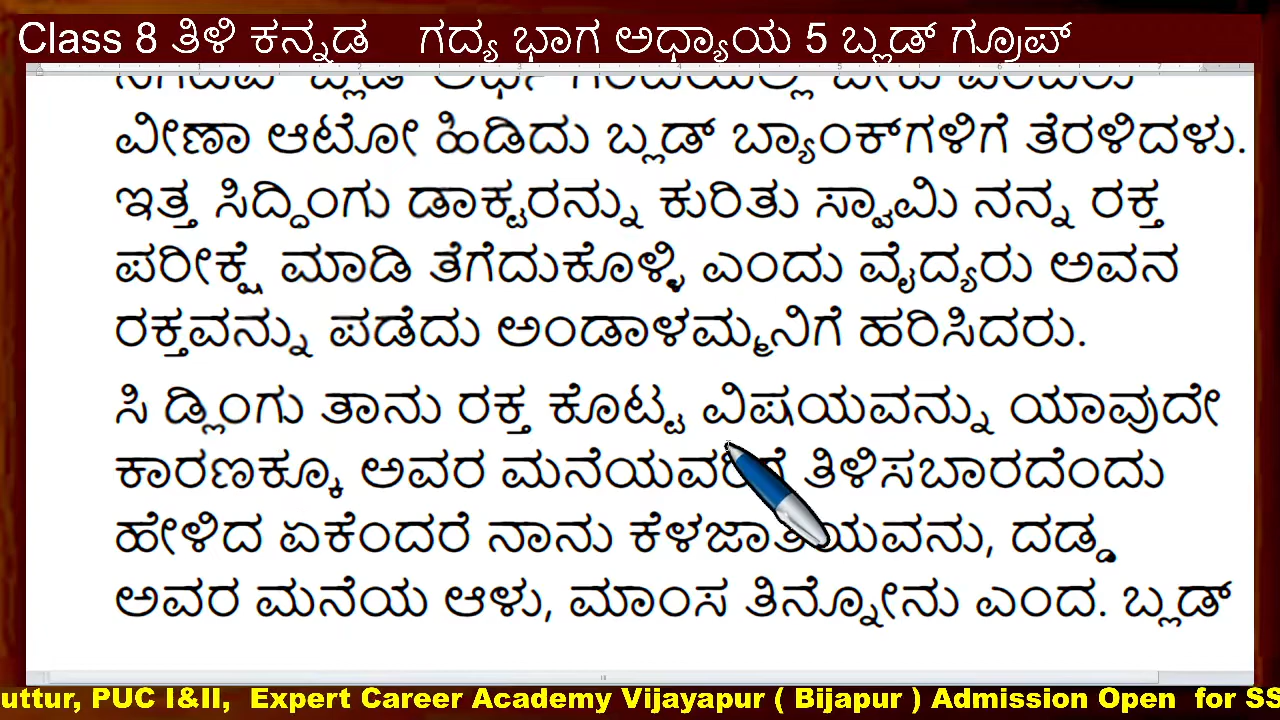 Class 8 ತಿಳಿ ಕನ್ನಡ ಗದ್ಯ ಭಾಗ ಅಧ್ಯಾಯ 5 ಬ್ಲಡ್ ಗ್ರೂಪ್
ವೀಣಾ ಆಟೋ ಹಿಡಿದು ಬ್ಲಡ್ ಬ್ಯಾಂಕ್‌ಗಳಿಗೆ ತೆರಳಿದಳು.
ಇತ್ತ ಸಿದ್ದಿಂಗು ಡಾಕ್ಟರನ್ನು ಕುರಿತು ಸ್ವಾಮಿ ನನ್ನ ರಕ್ತ
ಪರೀಕ್ಷೆ ಮಾಡಿ ತೆಗೆದುಕೊಳ್ಳಿ ಎಂದು ವೈದ್ಯರು ಅವನ
ರಕ್ತವನ್ನು ಪಡೆದು ಅಂಡಾಳಮ್ಮನಿಗೆ ಹರಿಸಿದರು.
ಸಿ ಡ್ಲಿಂಗು ತಾನು ರಕ್ತ ಕೊಟ್ಟ ವಿಷಯವನ್ನು ಯಾವುದೇ
ಕಾರಣಕ್ಕೂ ಅವರ ಮನೆಯವರಿಗೆ ತಿಳಿಸಬಾರದೆಂದು
ಹೇಳಿದ ಏಕೆಂದರೆ ನಾನು ಕೆಳಜಾತಿಯವನು, ದಡ್ಡ
ಅವರ ಮನೆಯ ಆಳು, ಮಾಂಸ ತಿನ್ನೋನು ಎಂದ. ಬ್ಲಡ್
uttur, PUC I&II, Expert Career Academy Vijayapur ( Bijapur ) Admission Open for SS